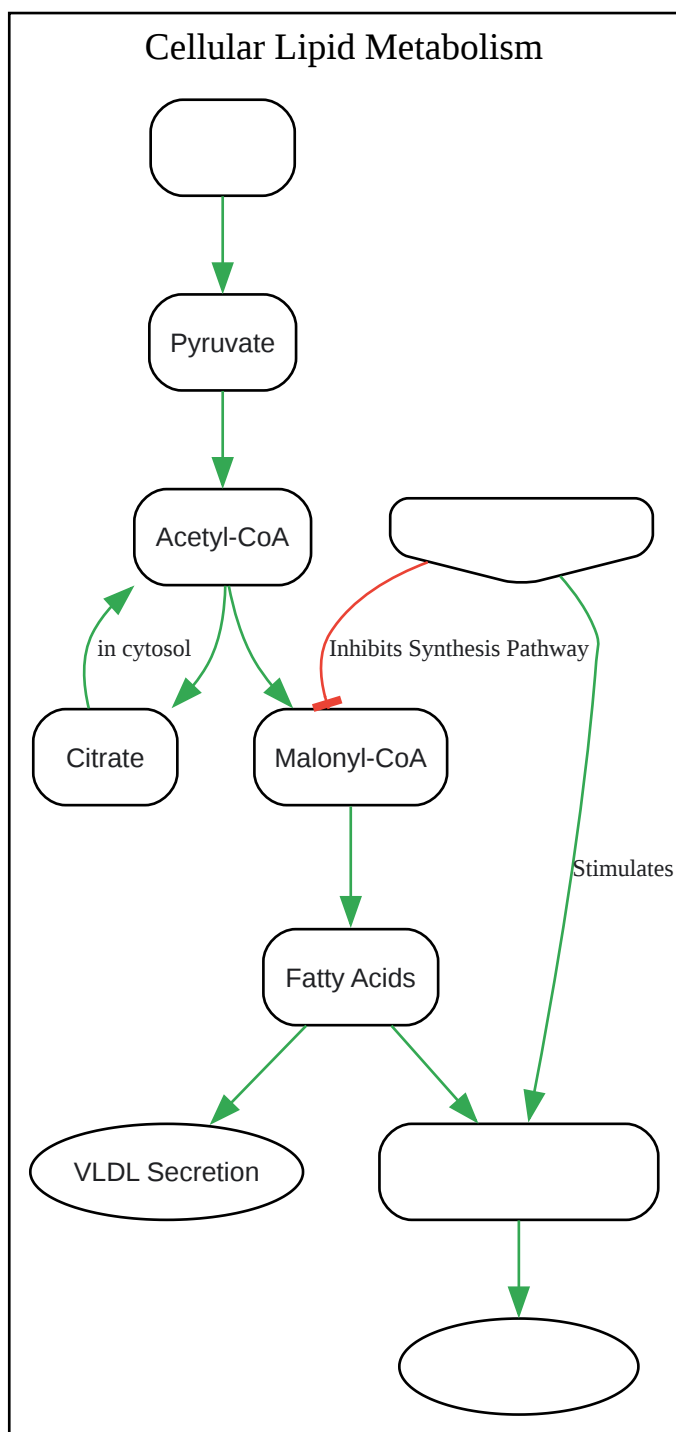 Cellular Lipid Metabolism
Pyruvate
Acetyl-CoA
in cytosol
Inhibits Synthesis Pathway
Citrate
Malonyl-CoA
Stimulates
Fatty Acids
VLDL Secretion